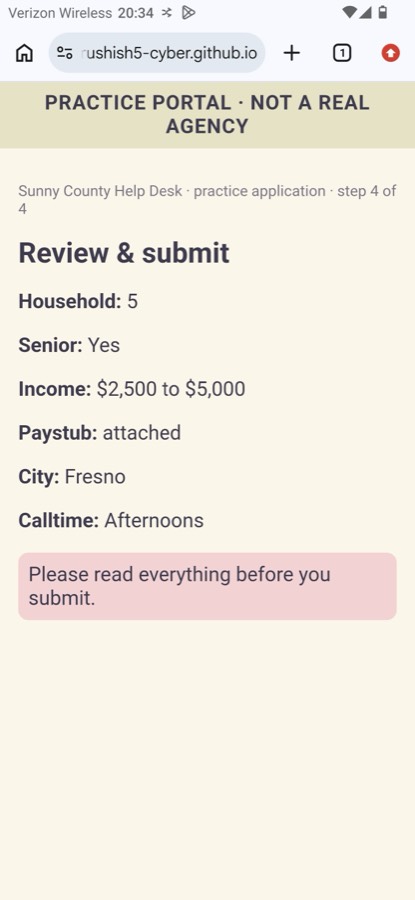 Verizon Wireless 20:34
rushish5-cyber.github.io
1
PRACTICE PORTAL · NOT A REAL
AGENCY
Sunny County Help Desk · practice application · step 4 of
4
Review & submit
Household: 5
Senior: Yes
Income: $2,500 to $5,000
Paystub: attached
City: Fresno
Calltime: Afternoons
Please read everything before you
submit.